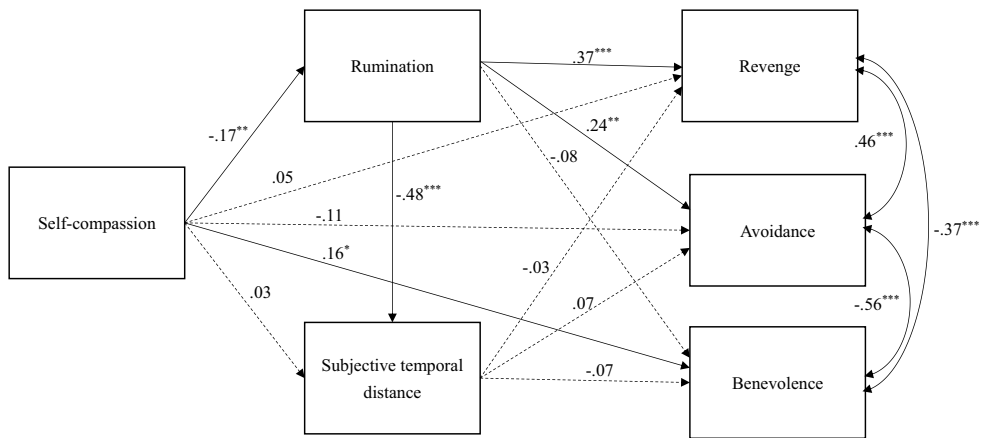 Rumination
Revenge
.37***
-.17**
.24**
-.08
.46***
.05
-.48***
Self-compassion
-.11
Avoidance
-.37***
.16*
-.03
.03
.07
-.56***
Subjective temporal
distance
-.07
Benevolence